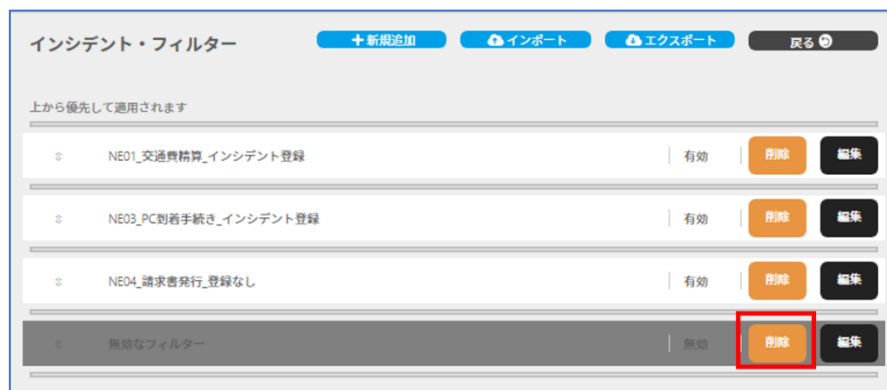 インシデント・フィルター ＋新規追加 インポート エクスポート 戻る
上から優先して適用されます
NE01_交通費精算_インシデント登録 有効 削除 編集
NE03_PC到着手続き_インシデント登録 有効 削除 編集
NE04_請求書発行_登録なし 有効 削除 編集
無効なフィルター 無効 削除 編集